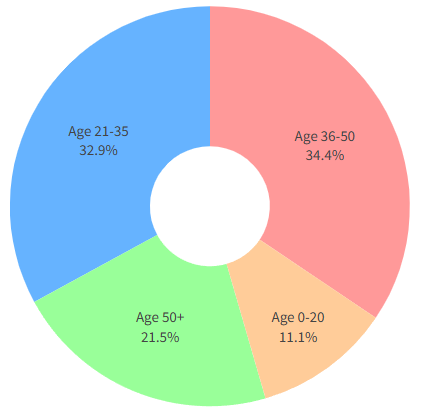 Age 21-35
32.9%
Age 36-50
34.4%
Age 50+
21.5%
Age 0-20
11.1%